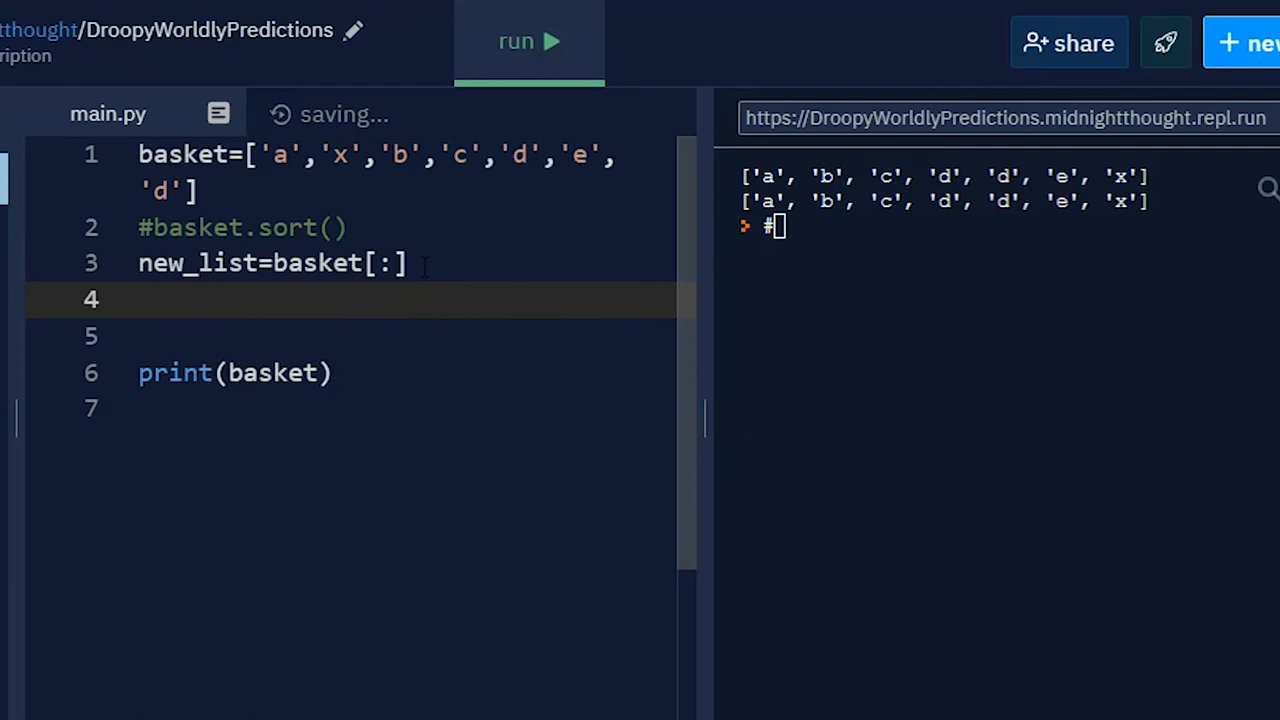 tthought/DroopyWorldlyPredictions
ription
run
share
+ new
main.py
saving...
https://DroopyWorldlyPredictions.midnightthought.repl.run
1 basket=['a','x','b','c','d','e',
'd']
2 #basket.sort()
3 new_list=basket[:]
4
5
6 print(basket)
7
['a', 'b', 'c', 'd', 'd', 'e', 'x']
['a', 'b', 'c', 'd', 'd', 'e', 'x']
> #